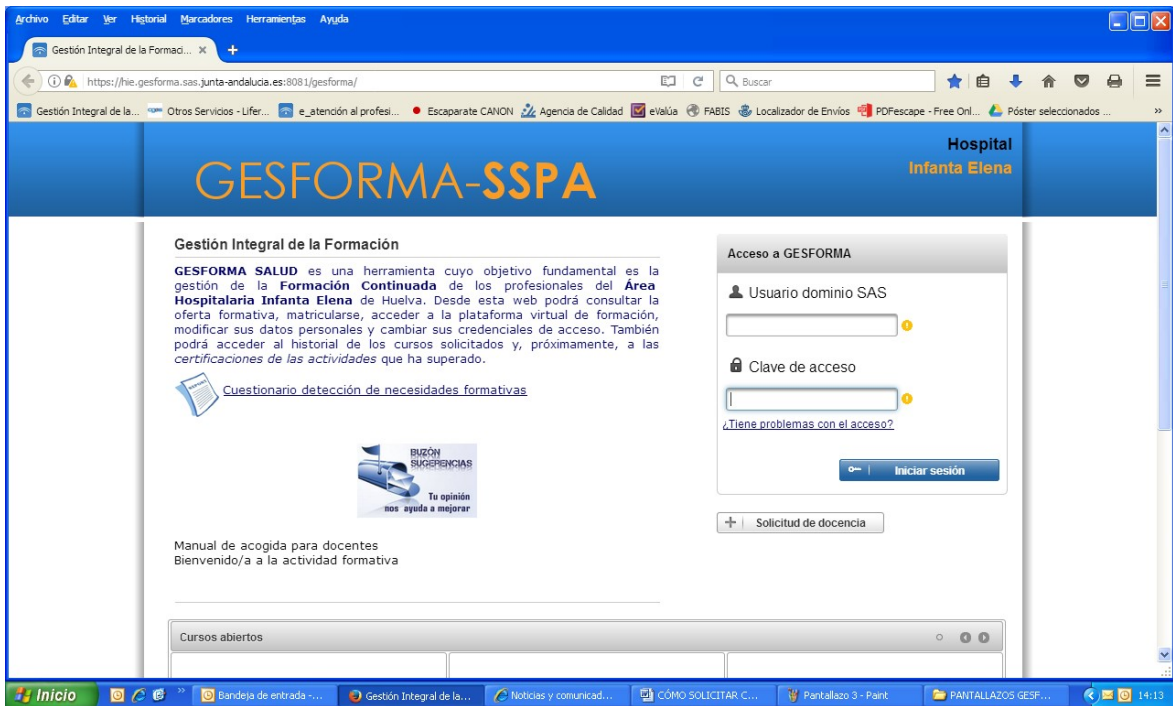 Archivo Editar Ver Historial Marcadores Herramientas Ayuda
Gestión Integral de la Formaci...
https://hie.gesforma.sas.junta-andalucia.es:8081/gesforma/
Buscar
Gestión Integral de la... Otros Servicios - Lifer... e_atención al profesi... Escaparate CANON Agencia de Calidad eValúa FABIS Localizador de Envíos PDFescape - Free Onl... Póster seleccionados ...
Hospital
Infanta Elena
GESFORMA-SSPA
Gestión Integral de la Formación
GESFORMA SALUD es una herramienta cuyo objetivo fundamental es la
gestión de la Formación Continuada de los profesionales del Área
Hospitalaria Infanta Elena de Huelva. Desde esta web podrá consultar la
oferta formativa, matricularse, acceder a la plataforma virtual de formación,
modificar sus datos personales y cambiar sus credenciales de acceso. También
podrá acceder al historial de los cursos solicitados y, próximamente, a las
certificaciones de las actividades que ha superado.
Cuestionario detección de necesidades formativas
BUZÓN
SUGERENCIAS
Tu opinión
nos ayuda a mejorar
Manual de acogida para docentes
Bienvenido/a a la actividad formativa
Acceso a GESFORMA
Usuario dominio SAS
Clave de acceso
¿Tiene problemas con el acceso?
Iniciar sesión
Solicitud de docencia
Cursos abiertos
Inicio
Bandeja de entrada -... Gestión Integral de la... Noticias y comunicad... CÓMO SOLICITAR C... Pantallazo 3 - Paint PANTALLAZOS GESF... 14:13